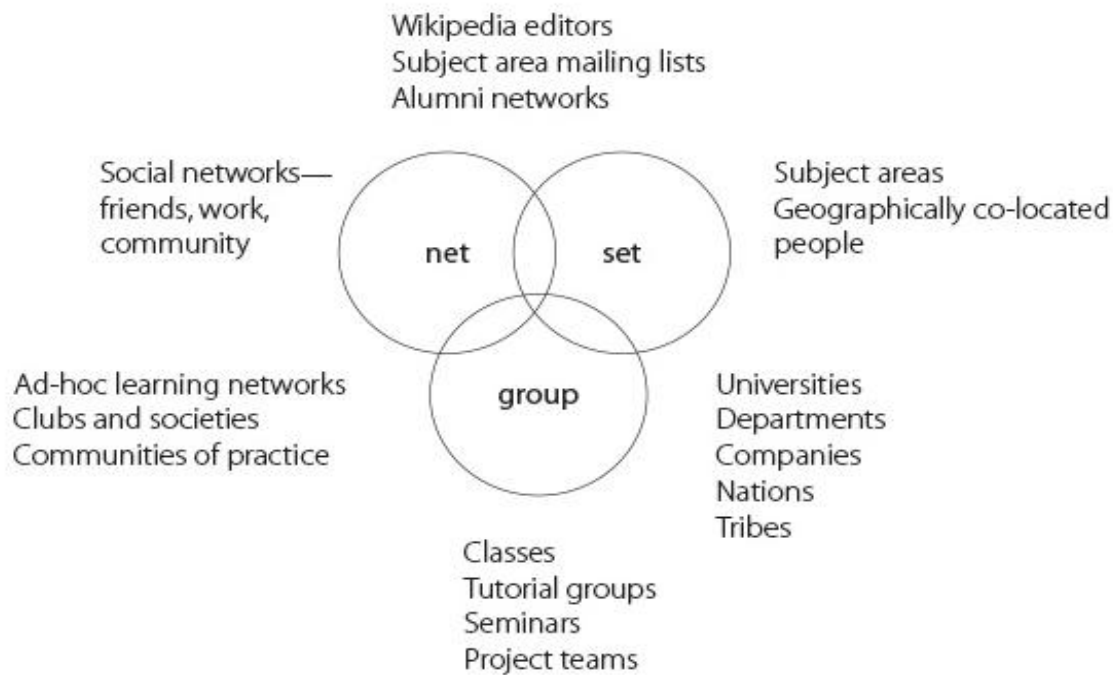 Wikipedia editors
Subject area mailing lists
Alumni networks
Social networks—
friends, work,
community
Subject areas
Geographically co-located
people
net
set
group
Ad-hoc learning networks
Clubs and societies
Communities of practice
Universities
Departments
Companies
Nations
Tribes
Classes
Tutorial groups
Seminars
Project teams